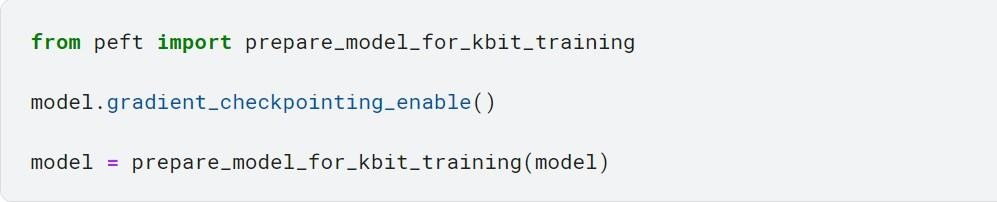 from peft import prepare_model_for_kbit_training
model.gradient_checkpointing_enable()
model = prepare_model_for_kbit_training(model)